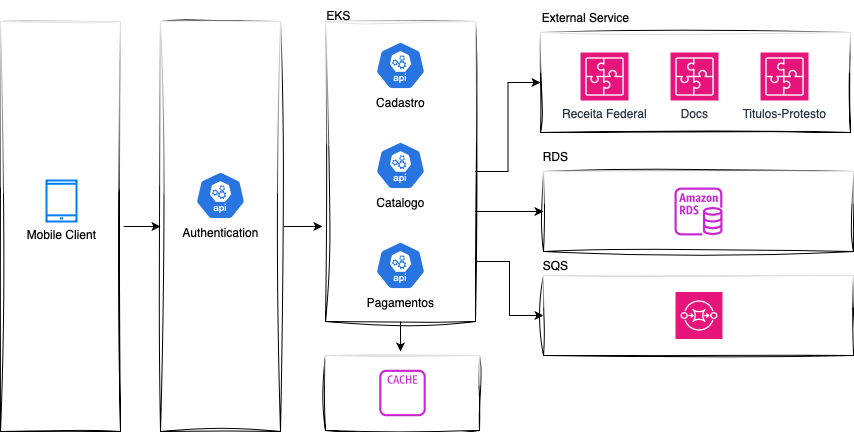 EKS
External Service
api
Cadastro
Receita Federal
Docs
Titulos-Protesto
RDS
api
Catalogo
Amazon
RDS
Mobile Client
api
Authentication
SQS
api
Pagamentos
CACHE